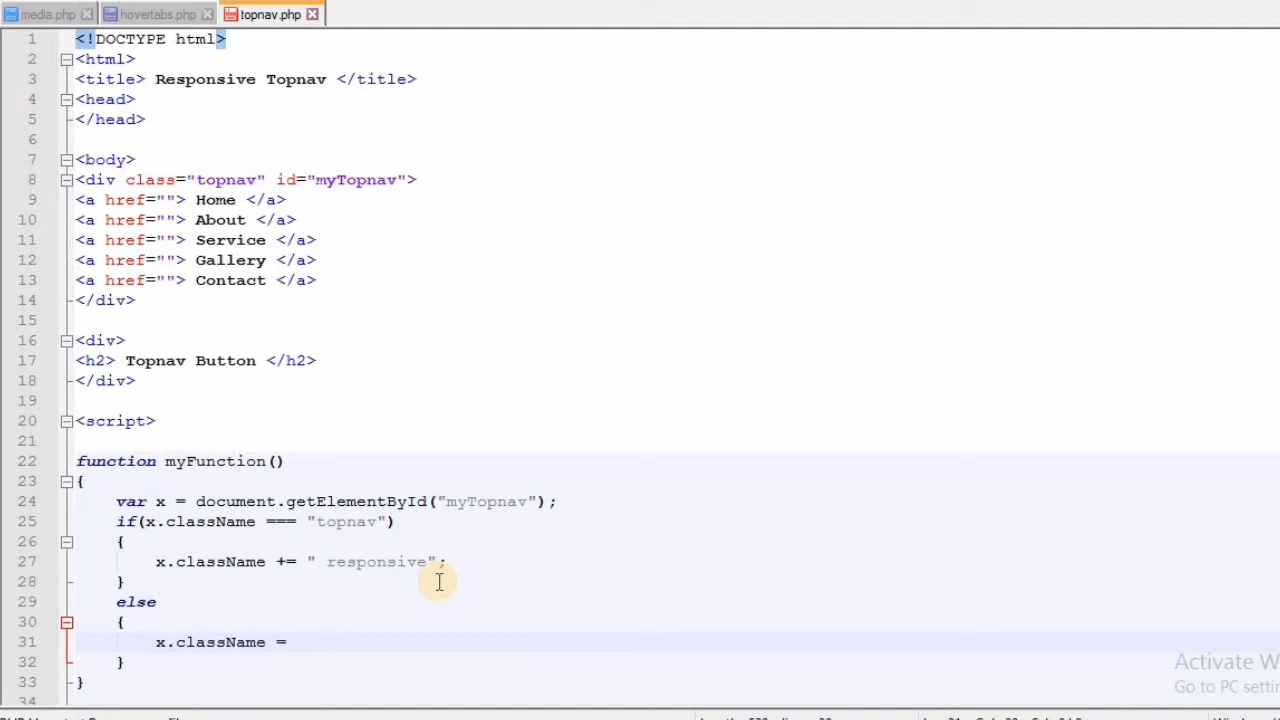 media.php hovertabs.php topnav.php
1 <!DOCTYPE html>
2 <html>
3 <title> Responsive Topnav </title>
4 <head>
5 </head>
6
7 <body>
8 <div class="topnav" id="myTopnav">
9 <a href=""> Home </a>
10 <a href=""> About </a>
11 <a href=""> Service </a>
12 <a href=""> Gallery </a>
13 <a href=""> Contact </a>
14 </div>
15
16 <div>
17 <h2> Topnav Button </h2>
18 </div>
19
20 <script>
21
22 function myFunction()
23 {
24 var x = document.getElementById("myTopnav");
25 if(x.className === "topnav")
26 {
27 x.className += " responsive";
28 }
29 else
30 {
31 x.className =
32 }
33 }
34
Activate W
Go to PC settin